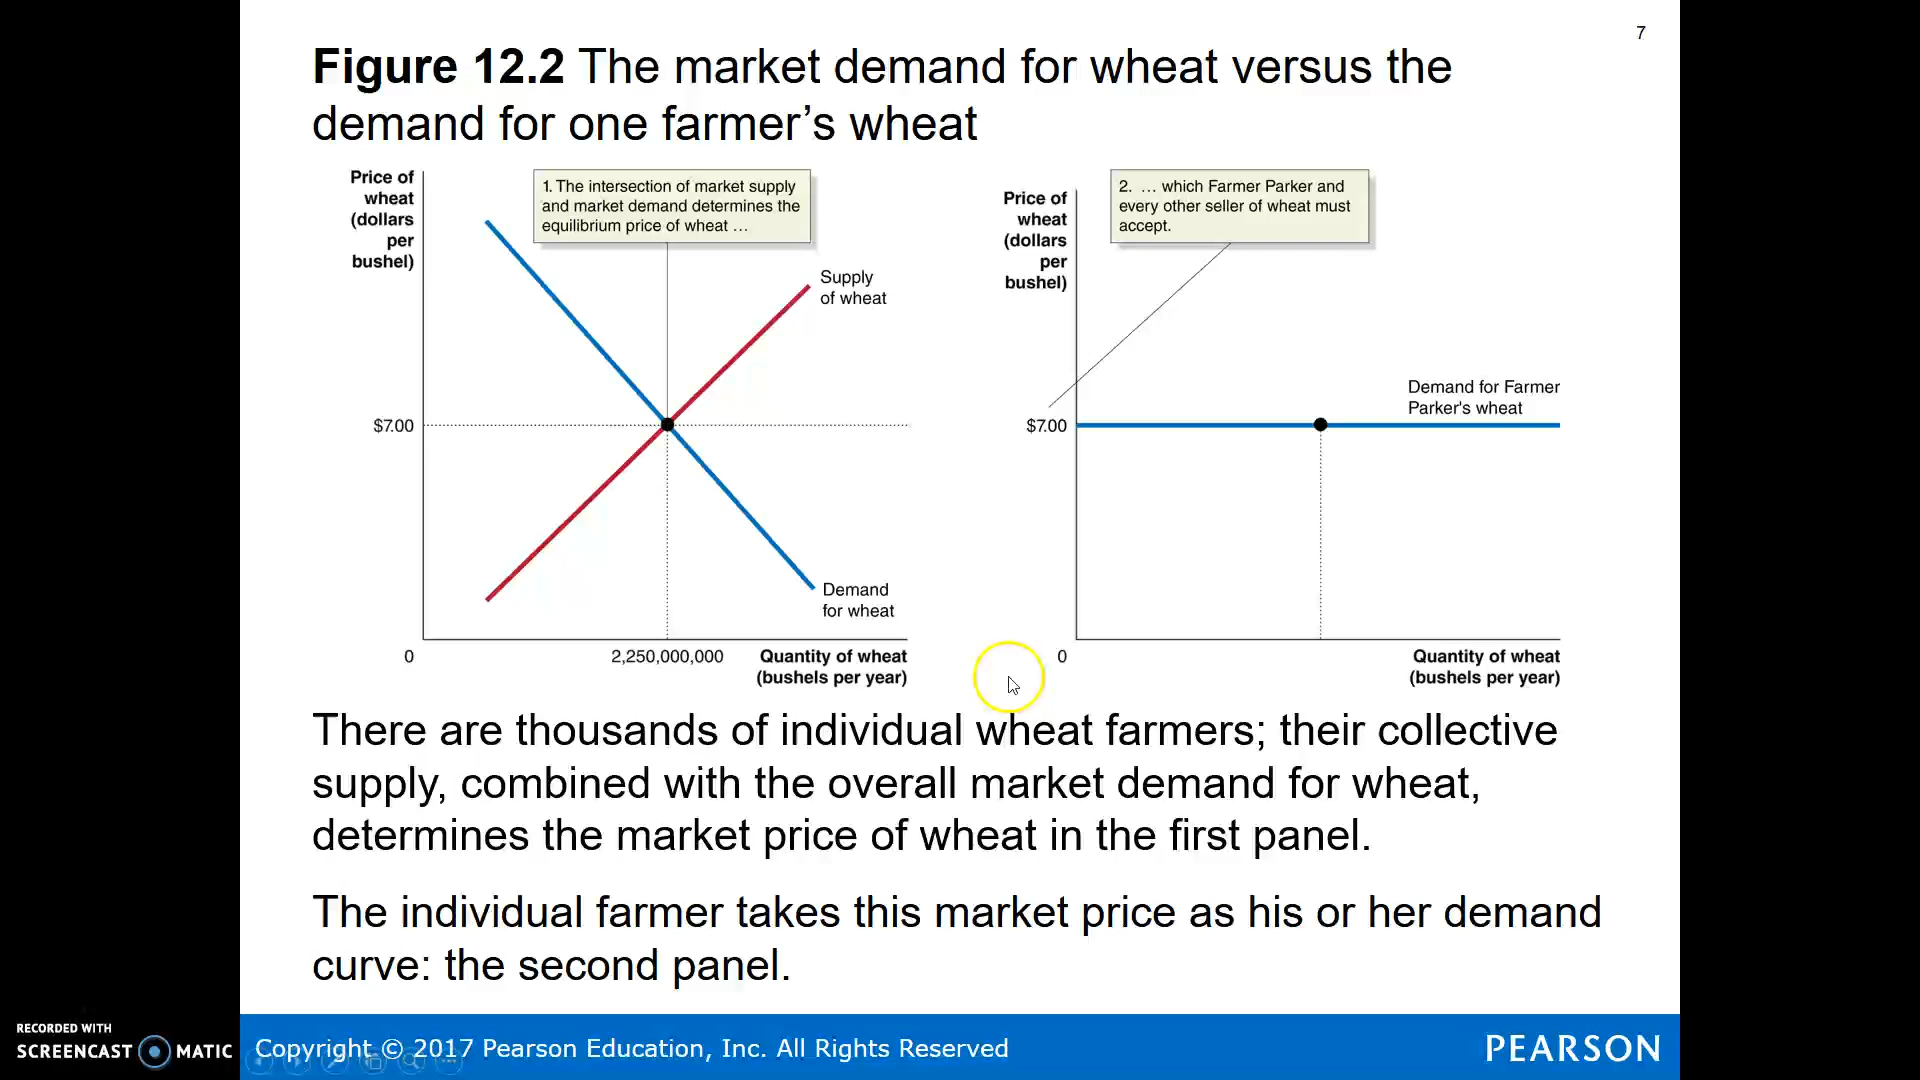 7
Figure 12.2 The market demand for wheat versus the
demand for one farmer’s wheat
Price of
wheat
(dollars
per
bushel)
1. The intersection of market supply
and market demand determines the
equilibrium price of wheat …
Supply
of wheat
$7.00
Demand
for wheat
0
2,250,000,000
Quantity of wheat
(bushels per year)
Price of
wheat
(dollars
per
bushel)
2. … which Farmer Parker and
every other seller of wheat must
accept.
Demand for Farmer
Parker's wheat
$7.00
0
Quantity of wheat
(bushels per year)
There are thousands of individual wheat farmers; their collective
supply, combined with the overall market demand for wheat,
determines the market price of wheat in the first panel.
The individual farmer takes this market price as his or her demand
curve: the second panel.
RECORDED WITH
SCREENCAST MATIC
Copyright © 2017 Pearson Education, Inc. All Rights Reserved
PEARSON